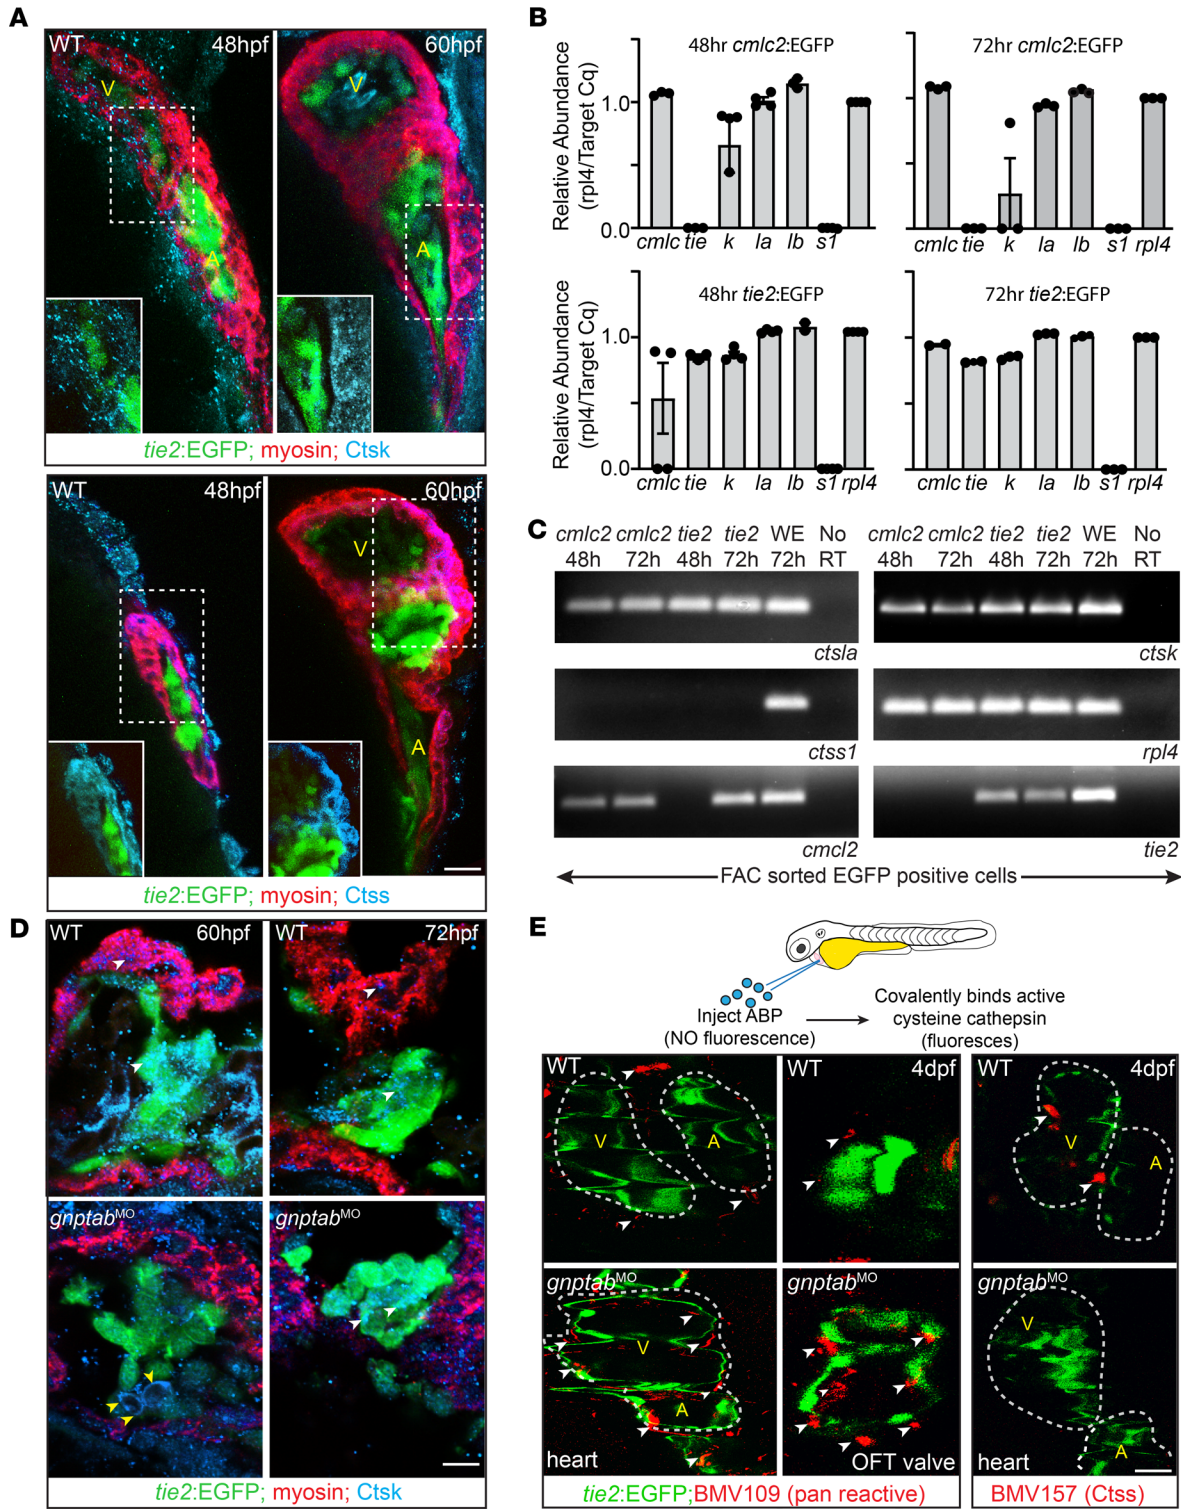 A
WT 48hpf
60hpf
V
V
A
A
tie2:EGFP; myosin; Ctsk
WT 48hpf
60hpf
V
A
tie2:EGFP; myosin; Ctss
B
48hr cmlc2:EGFP
Relative Abundance
(rpl4/Target Cq)
1.0
0.0
cmlc tie k la lb s1
72hr cmlc2:EGFP
cmlc tie k la lb s1 rpl4
48hr tie2:EGFP
Relative Abundance
(rpl4/Target Cq)
1.0
0.0
cmlc tie k la lb s1 rpl4
72hr tie2:EGFP
cmlc tie k la lb s1 rpl4
C
cmlc2 cmlc2 tie2 tie2 WE No
48h 72h 48h 72h 72h RT
cmlc2 cmlc2 tie2 tie2 WE No
48h 72h 48h 72h 72h RT
ctsla
ctsk
ctss1
rpl4
cmcl2
tie2
FAC sorted EGFP positive cells
D
WT 60hpf
WT 72hpf
gnptabMO
gnptabMO
tie2:EGFP; myosin; Ctsk
E
Inject ABP
(NO fluorescence)
Covalently binds active
cysteine cathepsin
(fluoresces)
WT
V
A
WT 4dpf
WT 4dpf
V
A
gnptabMO
V
A
heart
gnptabMO
OFT valve
gnptabMO
V
A
heart
tie2:EGFP;BMV109 (pan reactive)
BMV157 (Ctss)